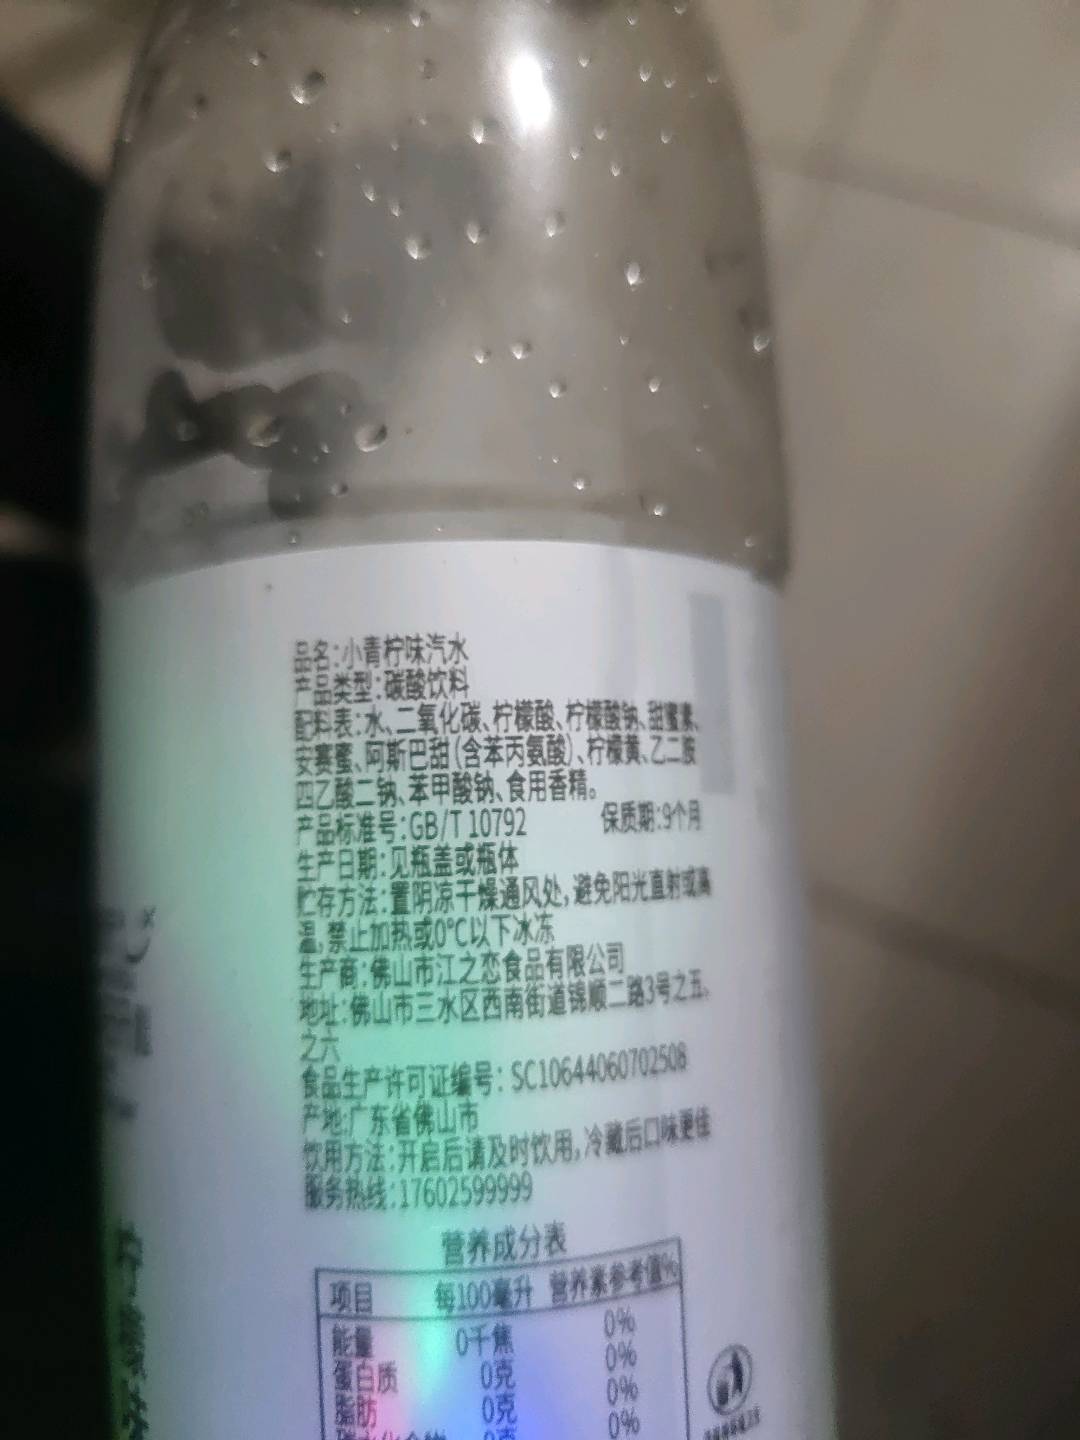 品名:小青柠味汽水
产品类型:碳酸饮料
配料表:水、二氧化碳、柠檬酸、柠檬酸钠、甜蜜素、
安赛蜜、阿斯巴甜(含苯丙氨酸)、柠檬黄、乙二胺
四乙酸二钠、苯甲酸钠、食用香精。
产品标准号:GB/T 10792 保质期:9个月
生产日期:见瓶盖或瓶体
贮存方法:置阴凉干燥通风处,避免阳光直射或高
温,禁止加热或0°C以下冰冻
生产商:佛山市江之恋食品有限公司
地址:佛山市三水区西南街道锦顺二路3号之五、
之六
食品生产许可证编号: SC10644060702508
产地:广东省佛山市
饮用方法:开启后请及时饮用,冷藏后口味更佳
服务热线:17602599999
营养成分表
项目 每100毫升 营养素参考值%
能量 0千焦 0%
蛋白质 0克 0%
脂肪 0克 0%
碳水化合物 0克 0%